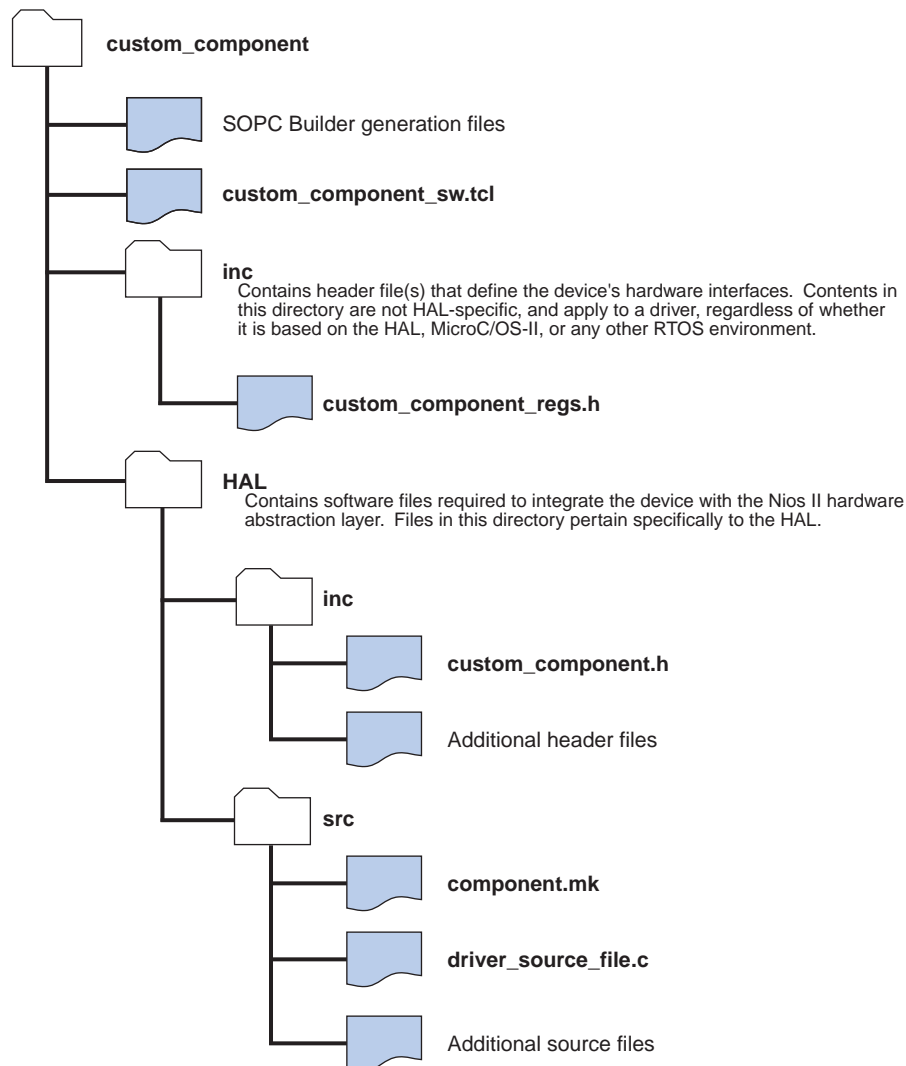 custom_component
SOPC Builder generation files
custom_component_sw.tcl
inc
Contains header file(s) that define the device's hardware interfaces. Contents in
this directory are not HAL-specific, and apply to a driver, regardless of whether
it is based on the HAL, MicroC/OS-II, or any other RTOS environment.
custom_component_regs.h
HAL
Contains software files required to integrate the device with the Nios II hardware
abstraction layer. Files in this directory pertain specifically to the HAL.
inc
custom_component.h
Additional header files
src
component.mk
driver_source_file.c
Additional source files